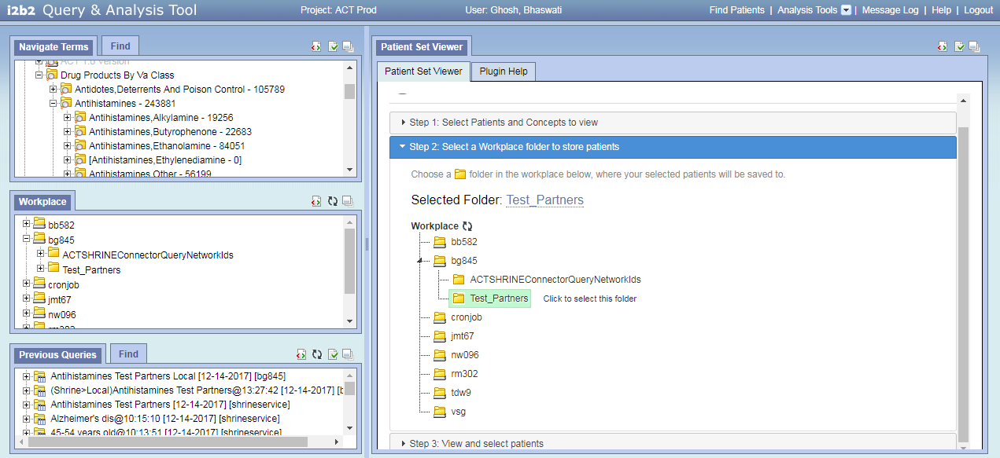 i2b2 Query & Analysis Tool
Project: ACT Prod
User: Ghosh, Bhaswati
Find Patients | Analysis Tools | Message Log | Help | Logout
Navigate Terms
Find
ACT 1.0 Version
Drug Products By Va Class
Antidotes,Deterrents And Poison Control - 105789
Antihistamines - 243881
Antihistamines,Alkylamine - 19256
Antihistamines,Butyrophenone - 22683
Antihistamines,Ethanolamine - 84051
[Antihistamines,Ethylenediamine - 0]
Antihistamines,Other - 56199
Workplace
bb582
bg845
ACTSHRINEConnectorQueryNetworkIds
Test_Partners
cronjob
jmt67
nw096
rm302
Previous Queries
Find
Antihistamines Test Partners Local [12-14-2017] [bg845]
(Shrine>Local)Antihistamines Test Partners@13:27:42 [12-14-2017] [b
Antihistamines Test Partners [12-14-2017] [shrineservice]
Alzheimer's dis@10:15:10 [12-14-2017] [shrineservice]
45-54 years old@10:13:51 [12-14-2017] [shrineservice]
Patient Set Viewer
Patient Set Viewer
Plugin Help
Step 1: Select Patients and Concepts to view
Step 2: Select a Workplace folder to store patients
Choose a folder in the workplace below, where your selected patients will be saved to.
Selected Folder: Test_Partners
Workplace
bb582
bg845
ACTSHRINEConnectorQueryNetworkIds
Test_Partners Click to select this folder
cronjob
jmt67
nw096
rm302
tdw9
vsg
Step 3: View and select patients